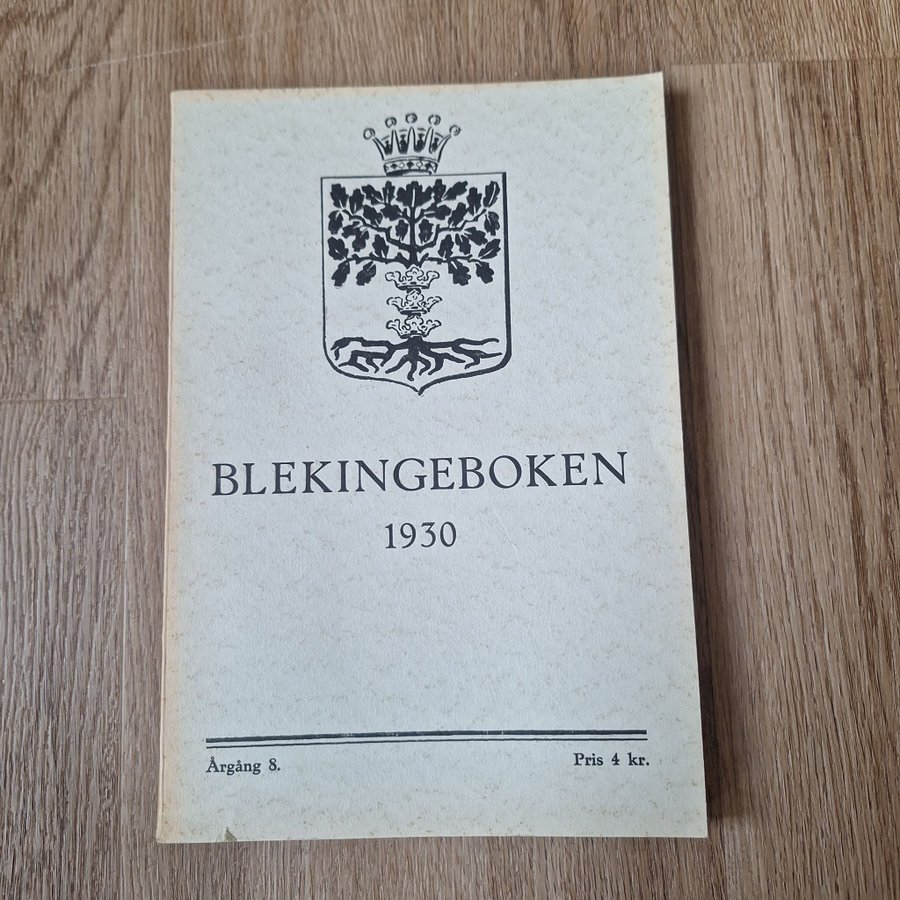 BLEKINGEBOKEN
1930
Årgång 8.
Pris 4 kr.